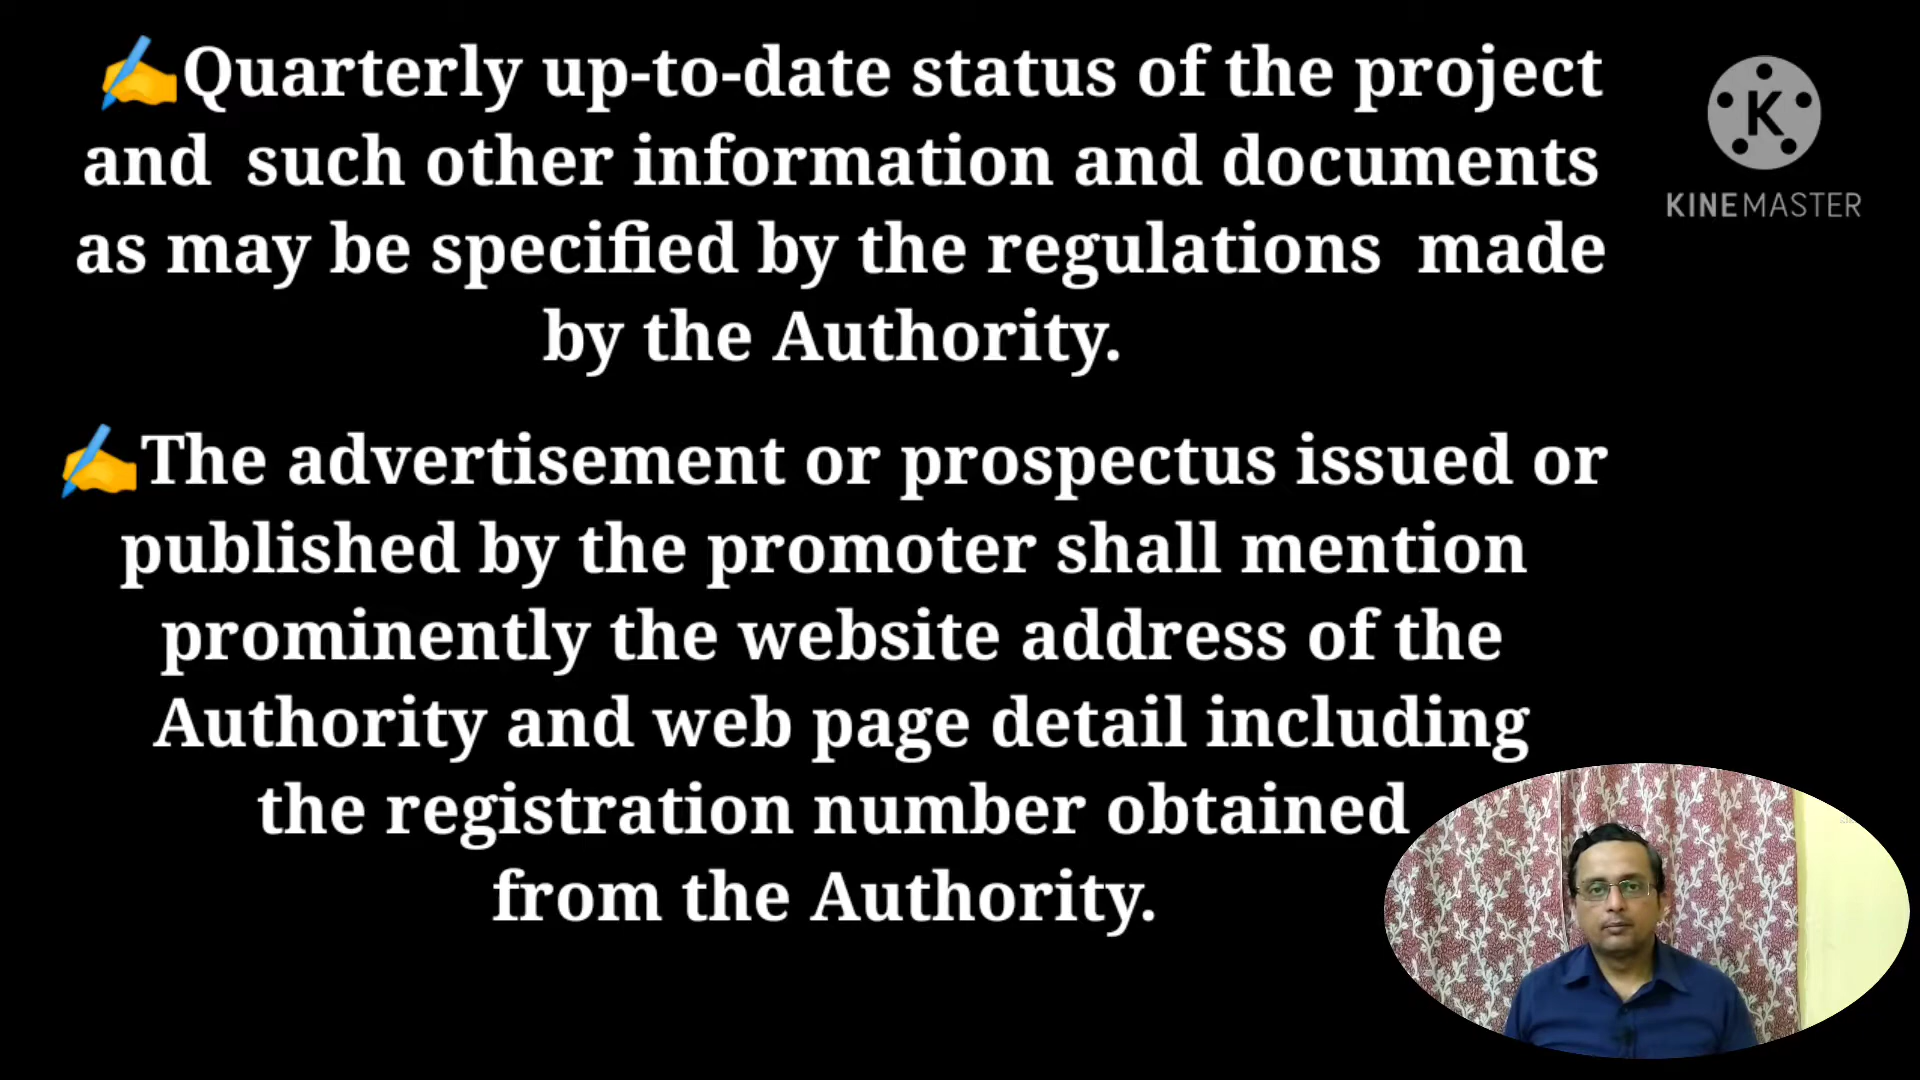 ✍Quarterly up-to-date status of the project
and such other information and documents
as may be specified by the regulations made
by the Authority.
✍The advertisement or prospectus issued or
published by the promoter shall mention
prominently the website address of the
Authority and web page detail including
the registration number obtained
from the Authority.
K
KINEMASTER